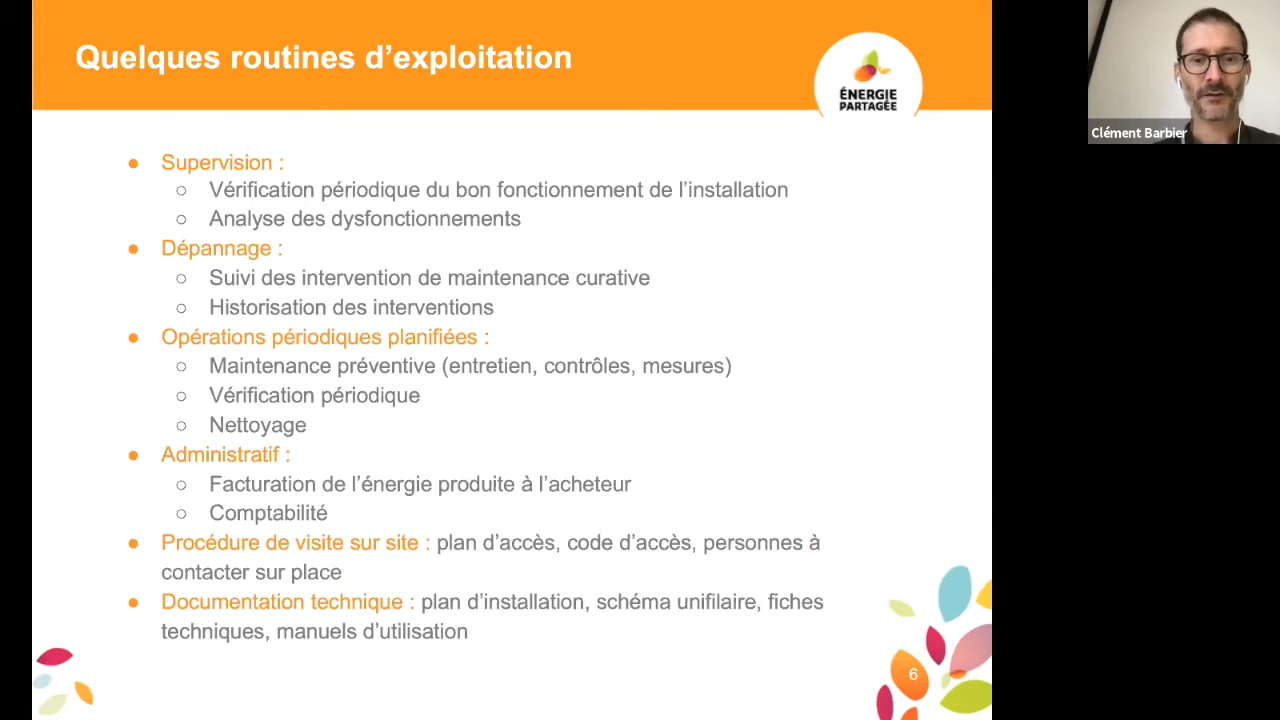 Quelques routines d’exploitation
ÉNERGIE
PARTAGÉE
Clément Barbier
● Supervision :
○ Vérification périodique du bon fonctionnement de l’installation
○ Analyse des dysfonctionnements
● Dépannage :
○ Suivi des intervention de maintenance curative
○ Historisation des interventions
● Opérations périodiques planifiées :
○ Maintenance préventive (entretien, contrôles, mesures)
○ Vérification périodique
○ Nettoyage
● Administratif :
○ Facturation de l’énergie produite à l’acheteur
○ Comptabilité
● Procédure de visite sur site : plan d’accès, code d’accès, personnes à
contacter sur place
● Documentation technique : plan d’installation, schéma unifilaire, fiches
techniques, manuels d’utilisation
6